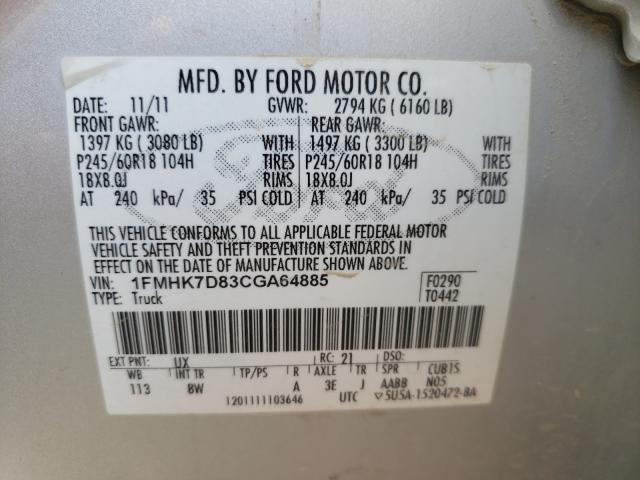 MFD. BY FORD MOTOR CO.
DATE: 11/11 GVWR: 2794 KG ( 6160 LB)
FRONT GAWR: REAR GAWR:
1397 KG ( 3080 LB) WITH 1497 KG ( 3300 LB) WITH
P245/60R18 104H TIRES P245/60R18 104H TIRES
18X8.0J RIMS 18X8.0J RIMS
AT 240 kPa/ 35 PSI COLD AT 240 kPa/ 35 PSI COLD
Ford
THIS VEHICLE CONFORMS TO ALL APPLICABLE FEDERAL MOTOR
VEHICLE SAFETY AND THEFT PREVENTION STANDARDS IN
EFFECT ON THE DATE OF MANUFACTURE SHOWN ABOVE.
VIN: 1FMHK7D83CGA64885 F0290
TYPE: Truck T0442
EXT PNT: UX RC: 21 DSO:
WB INT TR TP/PS R AXLE TR SPR CUB1S
113 8W A 3E J AABB N05
1201111103646 UTC ▽5U5A-1520472-BA